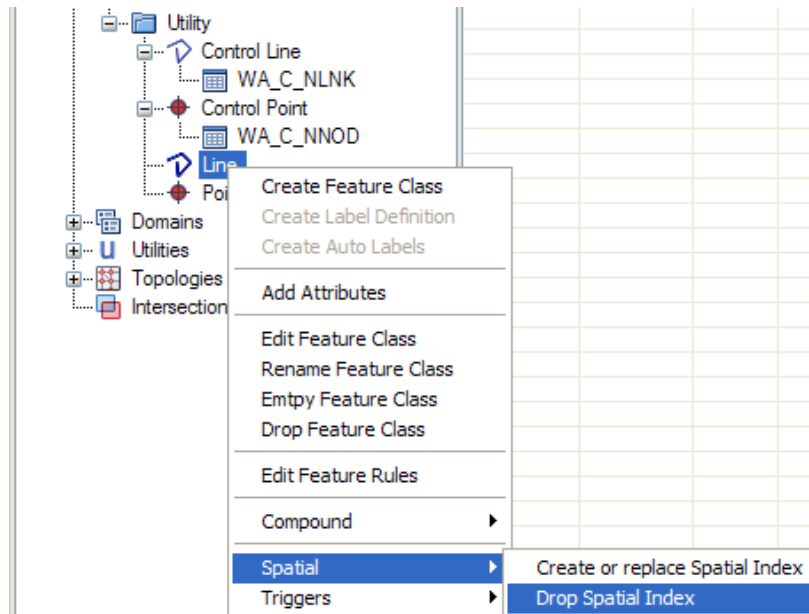 Utility
Control Line
WA_C_NLNK
Control Point
WA_C_NNOD
Line
Poi
Domains
Utilities
Topologies
Intersection
Create Feature Class
Create Label Definition
Create Auto Labels
Add Attributes
Edit Feature Class
Rename Feature Class
Emtpy Feature Class
Drop Feature Class
Edit Feature Rules
Compound
Spatial
Triggers
Create or replace Spatial Index
Drop Spatial Index